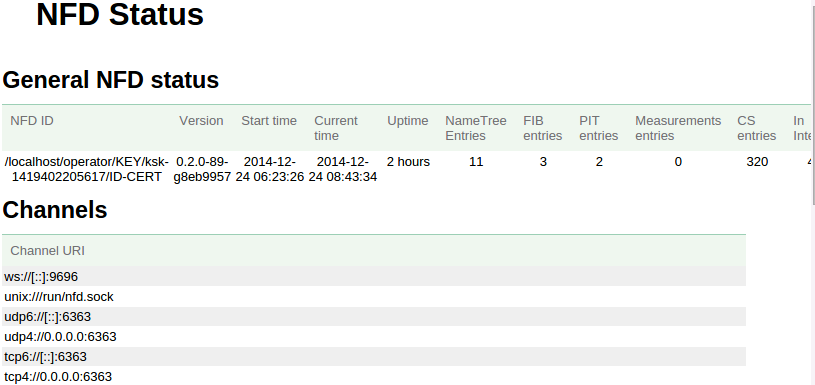 NFD Status
General NFD status
NFD ID Version Start time Current time Uptime NameTree Entries FIB entries PIT entries Measurements entries CS entries In
/localhost/operator/KEY/ksk-1419402205617/ID-CERT 0.2.0-89-g8eb9957 2014-12-24 06:23:26 2014-12-24 08:43:34 2 hours 11 3 2 0 320
Channels
Channel URI
ws://[::]:9696
unix:///run/nfd.sock
udp6://[::]:6363
udp4://0.0.0.0:6363
tcp6://[::]:6363
tcp4://0.0.0.0:6363